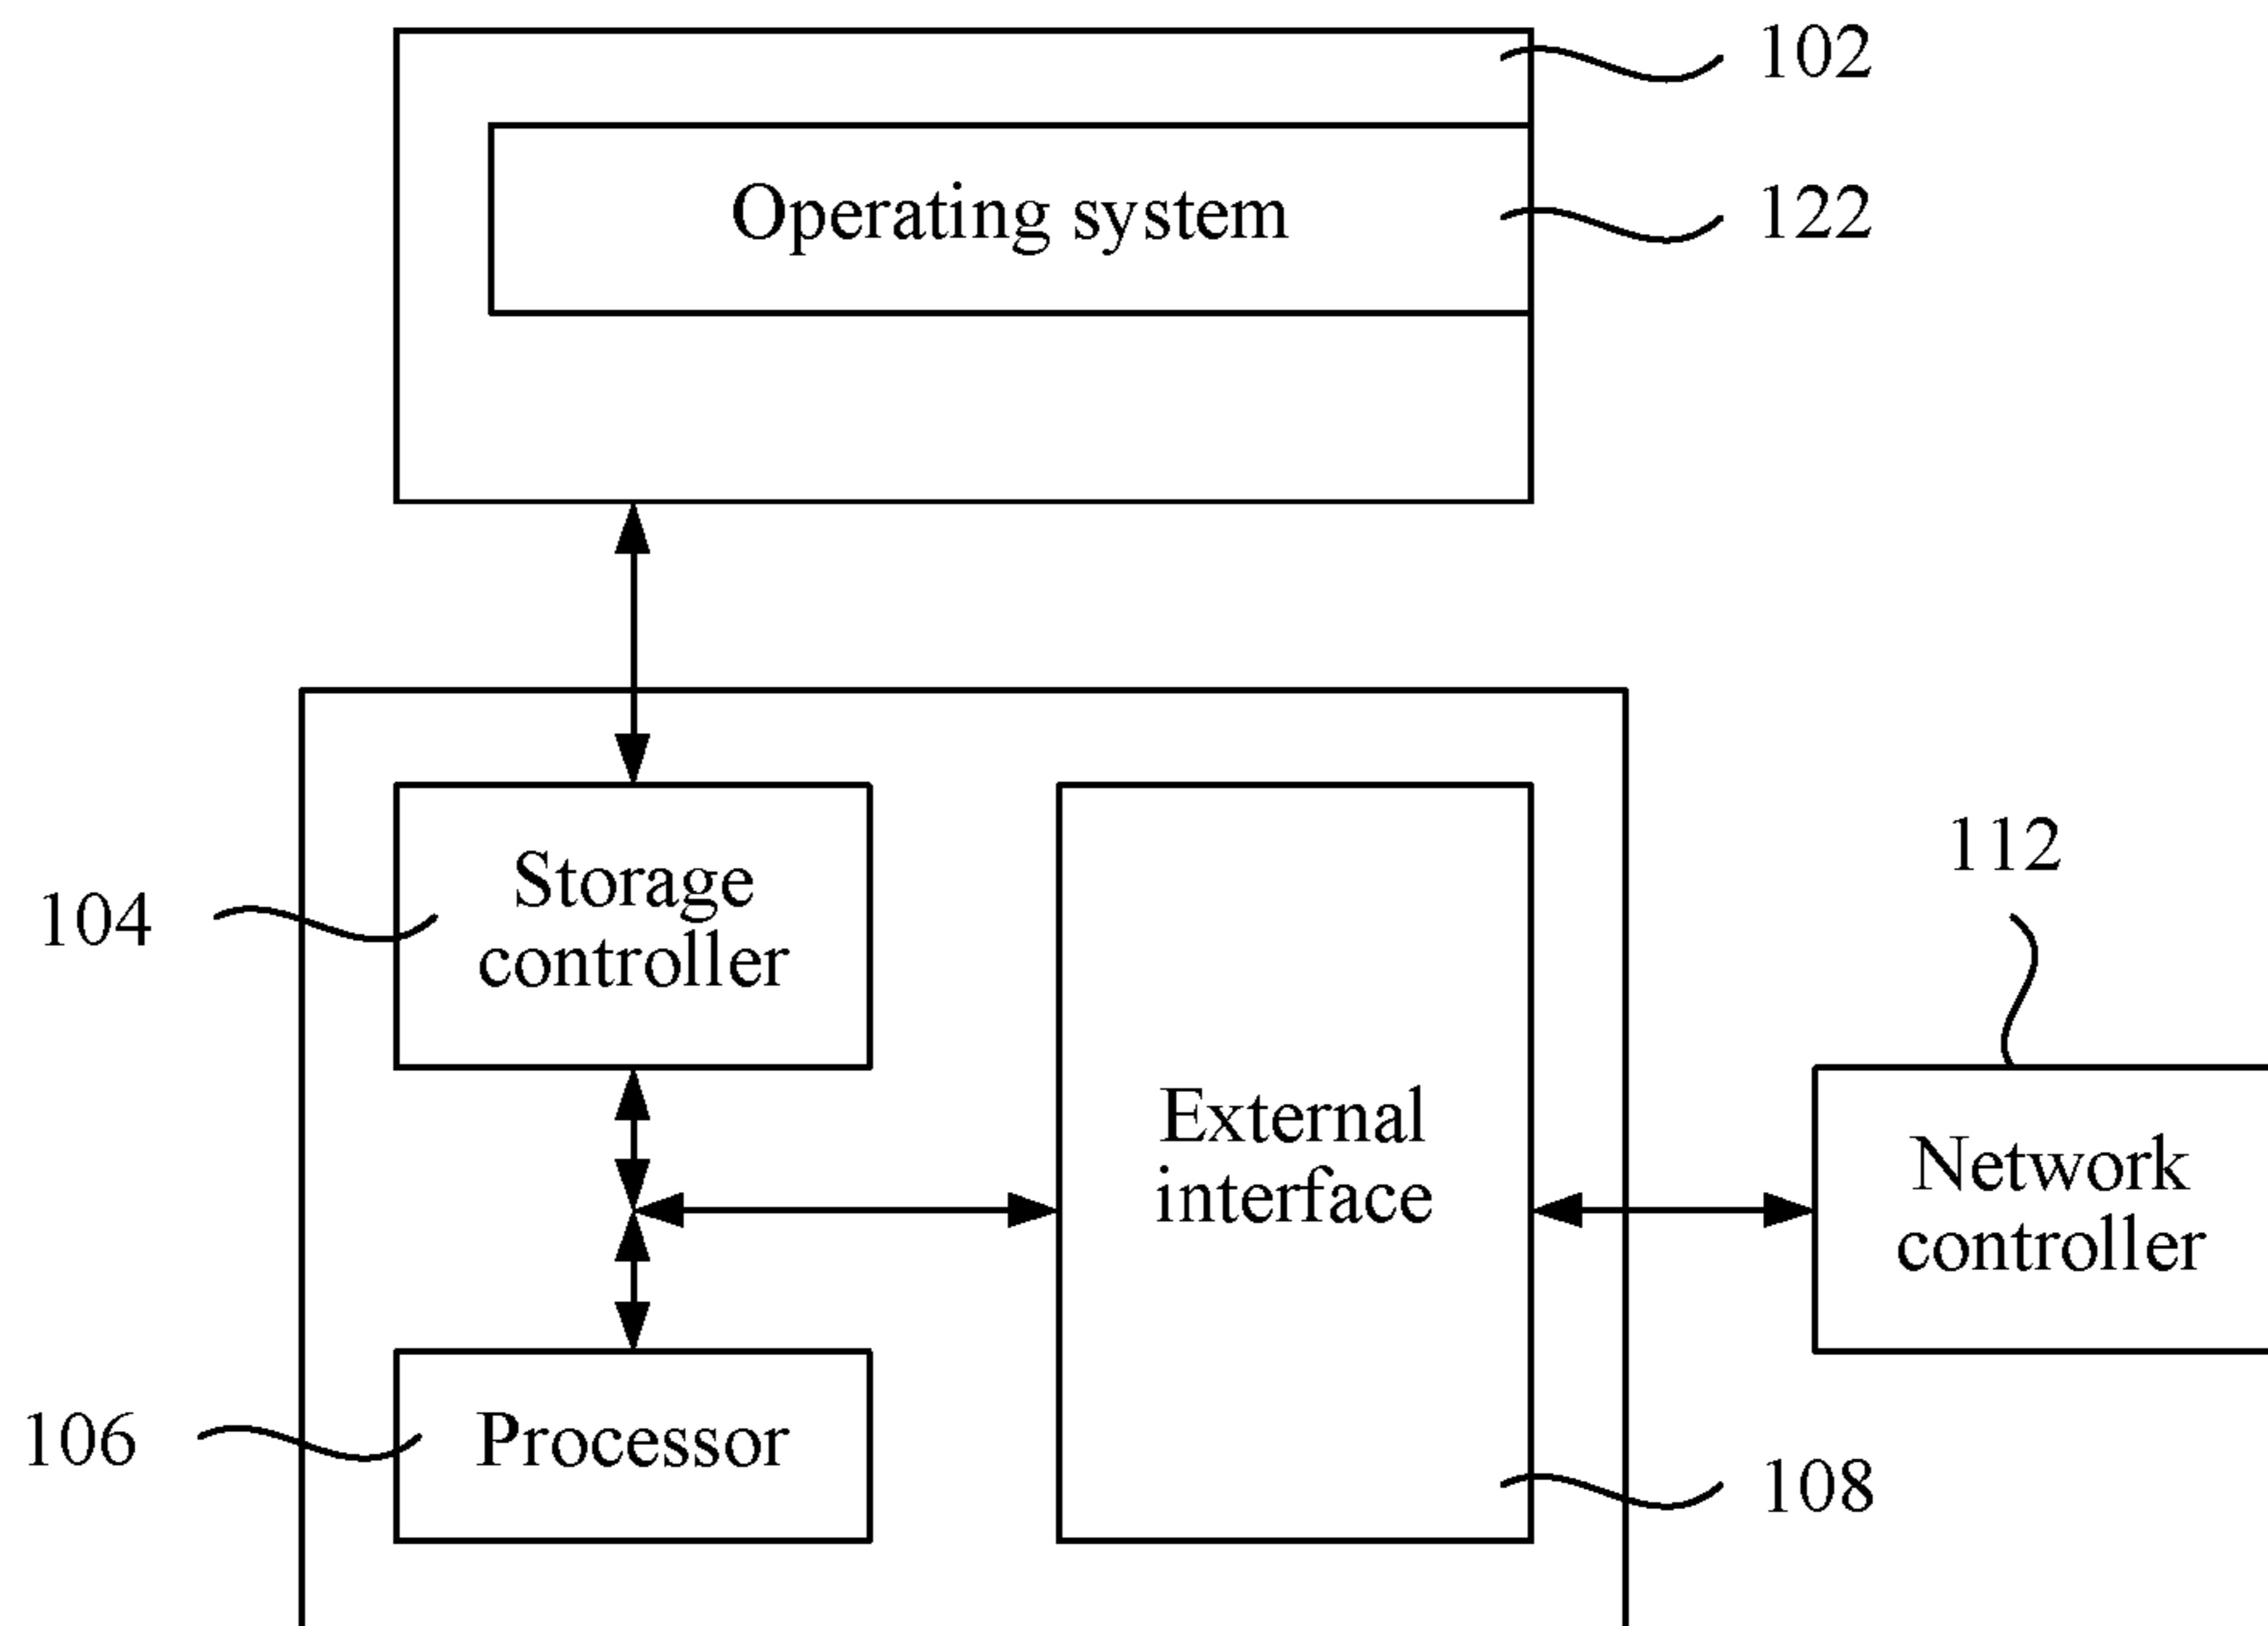 102
Operating system
122
Storage
controller
104
112
External
interface
Network
controller
Processor
106
108